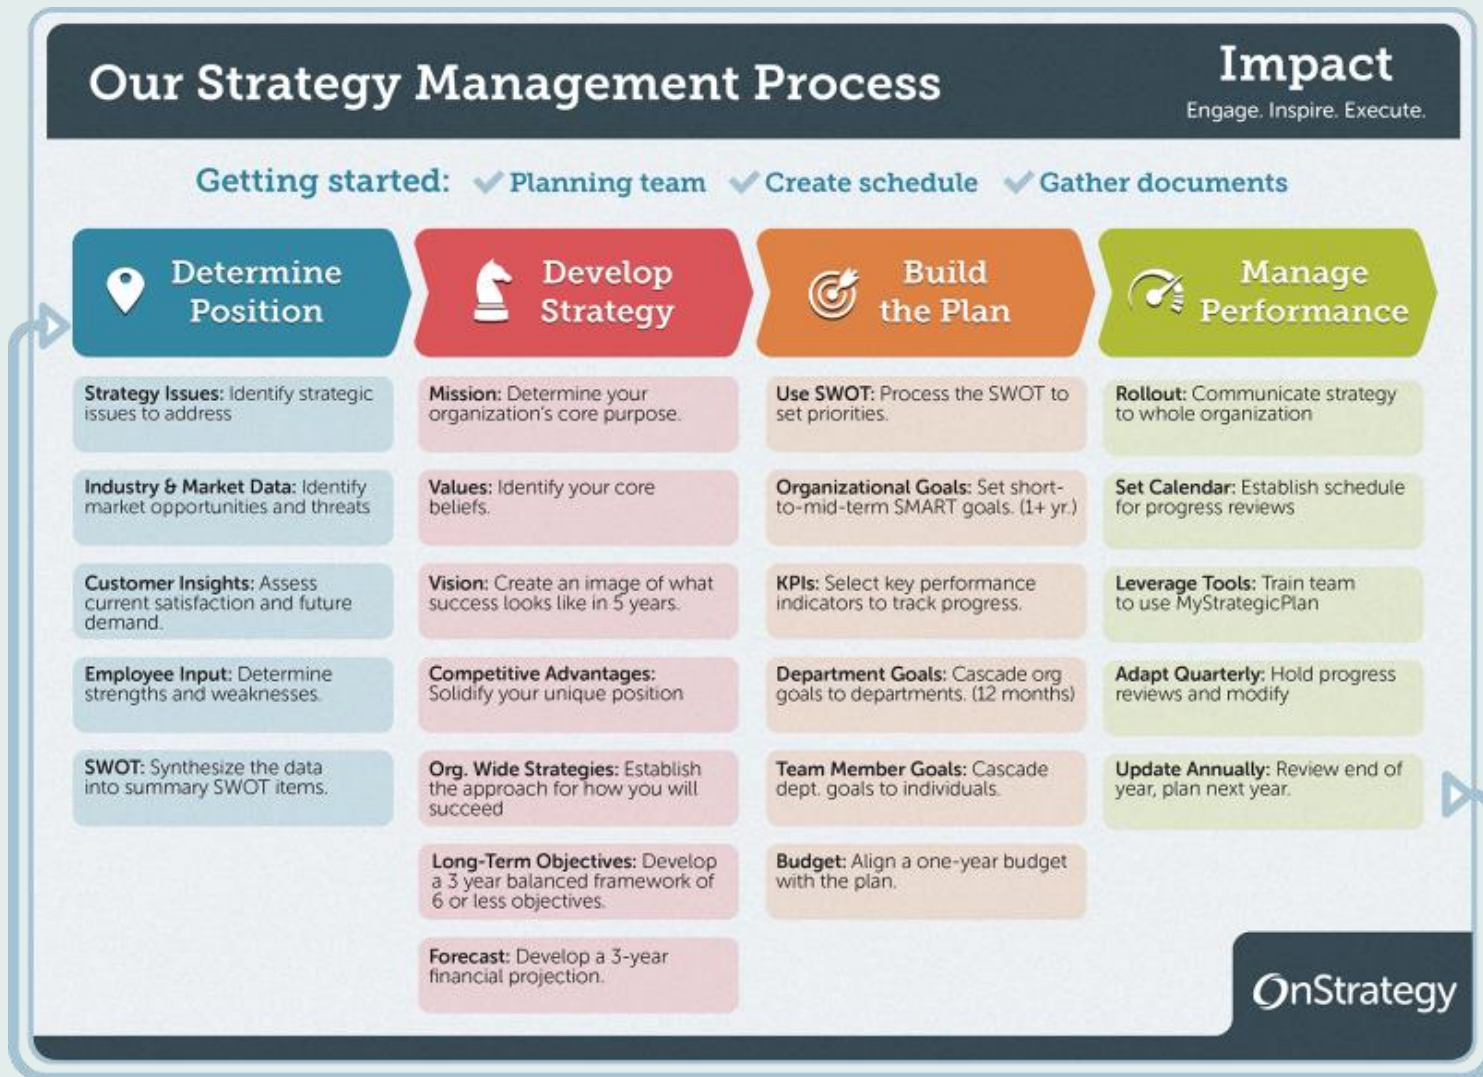 Our Strategy Management Process
Impact
Engage. Inspire. Execute.
Getting started: Planning team Create schedule Gather documents
Determine
Position
Strategy Issues: Identify strategic
issues to address
Industry & Market Data: Identify
market opportunities and threats
Customer Insights: Assess
current satisfaction and future
demand.
Employee Input: Determine
strengths and weaknesses.
SWOT: Synthesize the data
into summary SWOT items.
Develop
Strategy
Mission: Determine your
organization's core purpose.
Values: Identify your core
beliefs.
Vision: Create an image of what
success looks like in 5 years.
Competitive Advantages:
Solidify your unique position
Org. Wide Strategies: Establish
the approach for how you will
succeed
Long-Term Objectives: Develop
a 3 year balanced framework of
6 or less objectives.
Forecast: Develop a 3-year
financial projection.
Build
the Plan
Use SWOT: Process the SWOT to
set priorities.
Organizational Goals: Set short-
to-mid-term SMART goals. (1+ yr.)
KPIs: Select key performance
indicators to track progress.
Department Goals: Cascade org
goals to departments. (12 months)
Team Member Goals: Cascade
dept. goals to individuals.
Budget: Align a one-year budget
with the plan.
Manage
Performance
Rollout: Communicate strategy
to whole organization
Set Calendar: Establish schedule
for progress reviews
Leverage Tools: Train team
to use MyStrategicPlan
Adapt Quarterly: Hold progress
reviews and modify
Update Annually: Review end of
year, plan next year.
OnStrategy